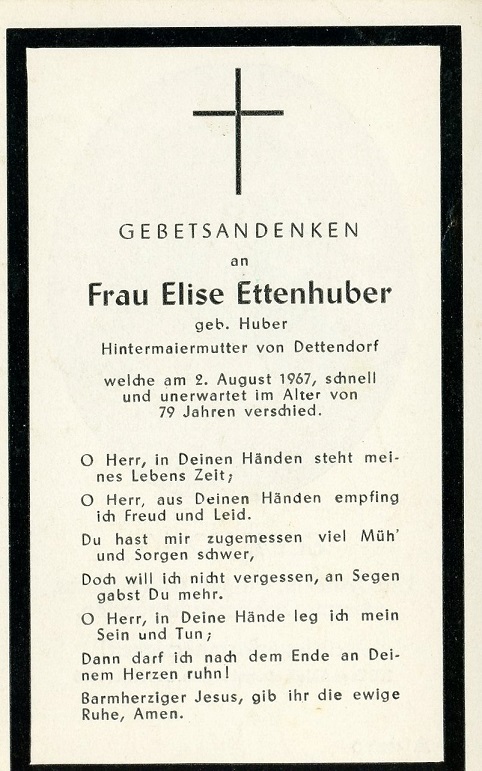 GEBETSANDENKEN
an
Frau Elise Ettenhuber
geb. Huber
Hintermaiermutter von Dettendorf
welche am 2. August 1967, schnell
und unerwartet im Alter von
79 Jahren verschied.
O Herr, in Deinen Händen steht mei-
nes Lebens Zeit;
O Herr, aus Deinen Händen empfing
ich Freud und Leid.
Du hast mir zugemessen viel Müh'
und Sorgen schwer,
Doch will ich nicht vergessen, an Segen
gabst Du mehr.
O Herr, in Deine Hände leg ich mein
Sein und Tun;
Dann darf ich nach dem Ende an Dei-
nem Herzen ruhn!
Barmherziger Jesus, gib ihr die ewige
Ruhe, Amen.